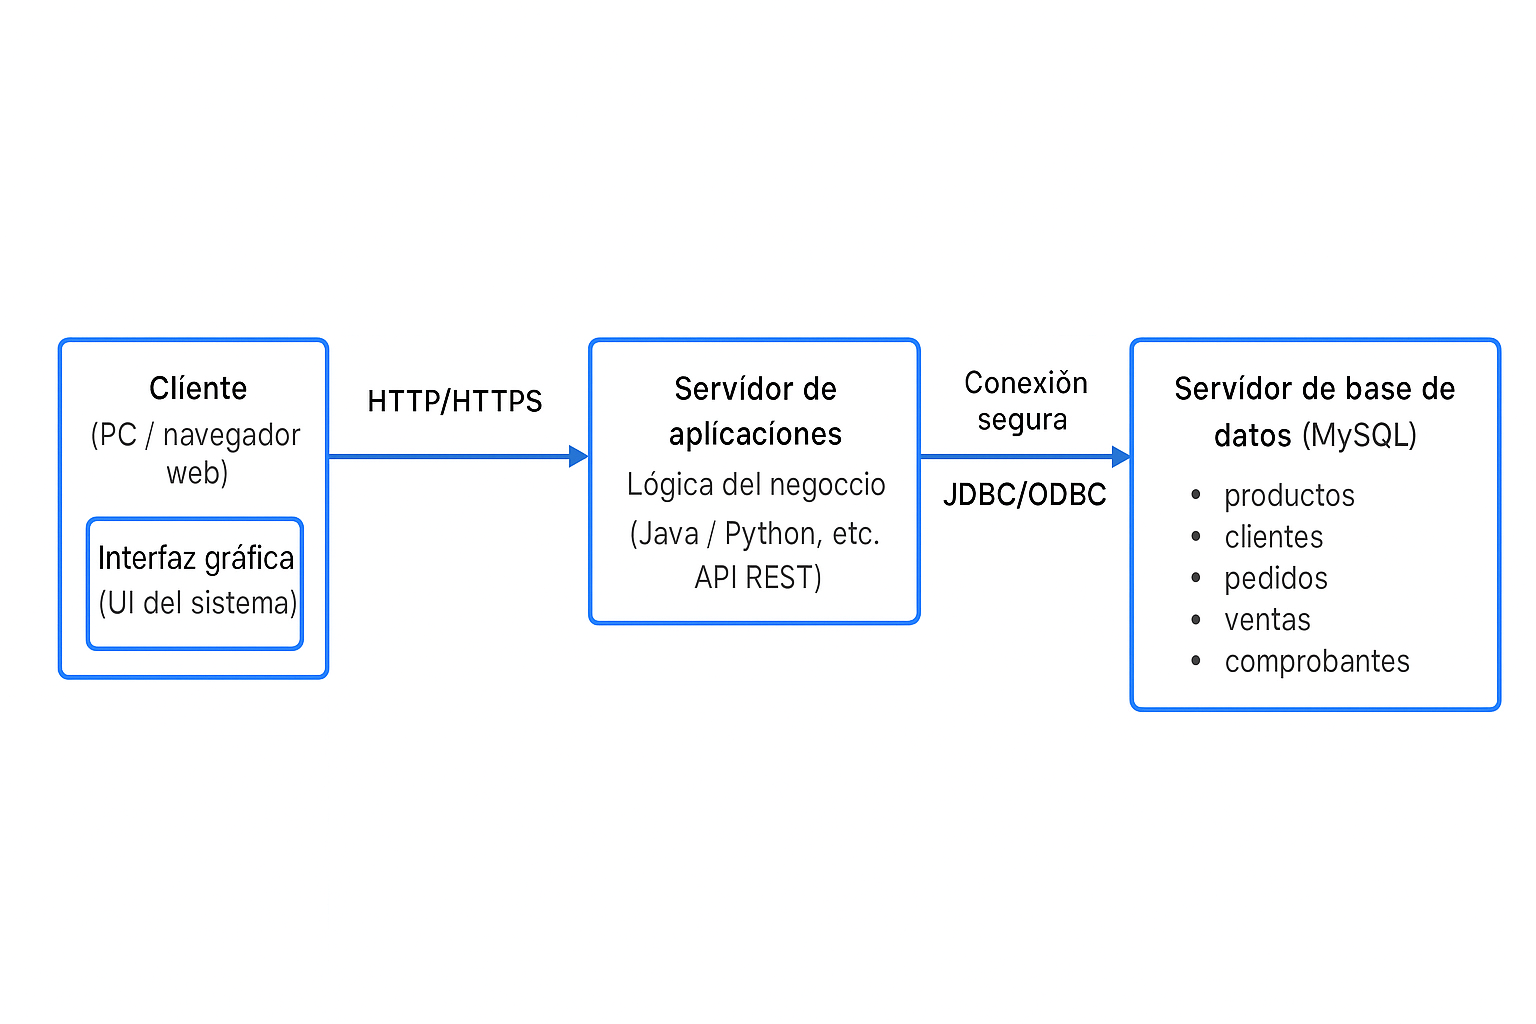 Clíente
(PC / navegador
web)
Interfaz gráfica
(UI del sistema)
HTTP/HTTPS
Servídor de
aplícacíones
Lógica del negoccio
(Java / Python, etc.
API REST)
Conexiǒn
segura
JDBC/ODBC
Servídor de base de
datos (MySQL)
• productos
• clientes
• pedidos
• ventas
• comprobantes